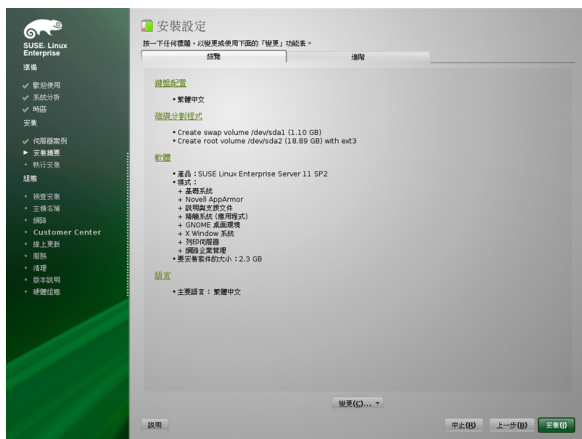 SUSE. Linux
Enterprise
準備
歡迎使用
系統分析
時區
安裝
伺服器案例
安裝摘要
執行安裝
組態
檢查安裝
主機名稱
網路
Customer Center
線上更新
服務
清理
版本說明
硬體組態
安裝設定
按一下任何標題，以變更或使用下面的「變更」功能表。
綜覽
進階
鍵盤配置
• 繁體中文
磁碟分割程式
• Create swap volume /dev/sda1 (1.10 GB)
• Create root volume /dev/sda2 (18.89 GB) with ext3
軟體
• 產品：SUSE Linux Enterprise Server 11 SP2
• 模式：
+ 基礎系統
+ Novell AppArmor
+ 說明與支援文件
+ 精簡系統 (應用程式)
+ GNOME 桌面環境
+ X Window 系統
+ 列印伺服器
+ 網路企業管理
• 要安裝套件的大小：2.3 GB
語言
• 主要語言： 繁體中文
變更(C)...
說明
中止(R)
上一步(B)
安裝(I)